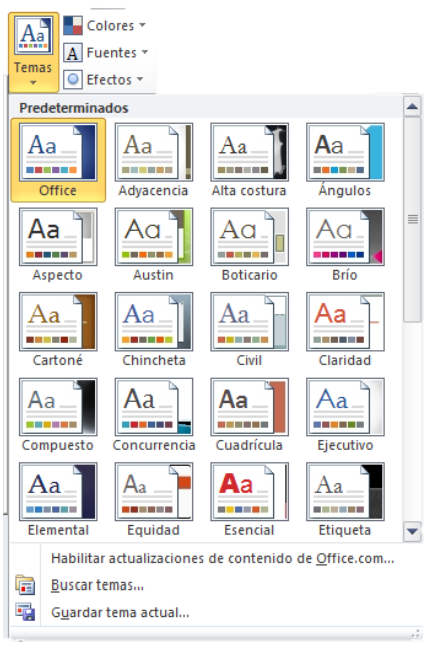 Aa
Temas
Colores
A Fuentes
Efectos
Predeterminados
Aa Aa Aa Aa
Office Adyacencia Alta costura Ángulos
Aa Aa Aa Aa
Aspecto Austin Boticario Brío
Aa Aa Aa Aa
Cartoné Chincheta Civil Claridad
Aa Aa Aa Aa
Compuesto Concurrencia Cuadrícula Ejecutivo
Aa Aa Aa Aa
Elemental Equidad Esencial Etiqueta
Habilitar actualizaciones de contenido de Office.com...
Buscar temas...
Guardar tema actual...